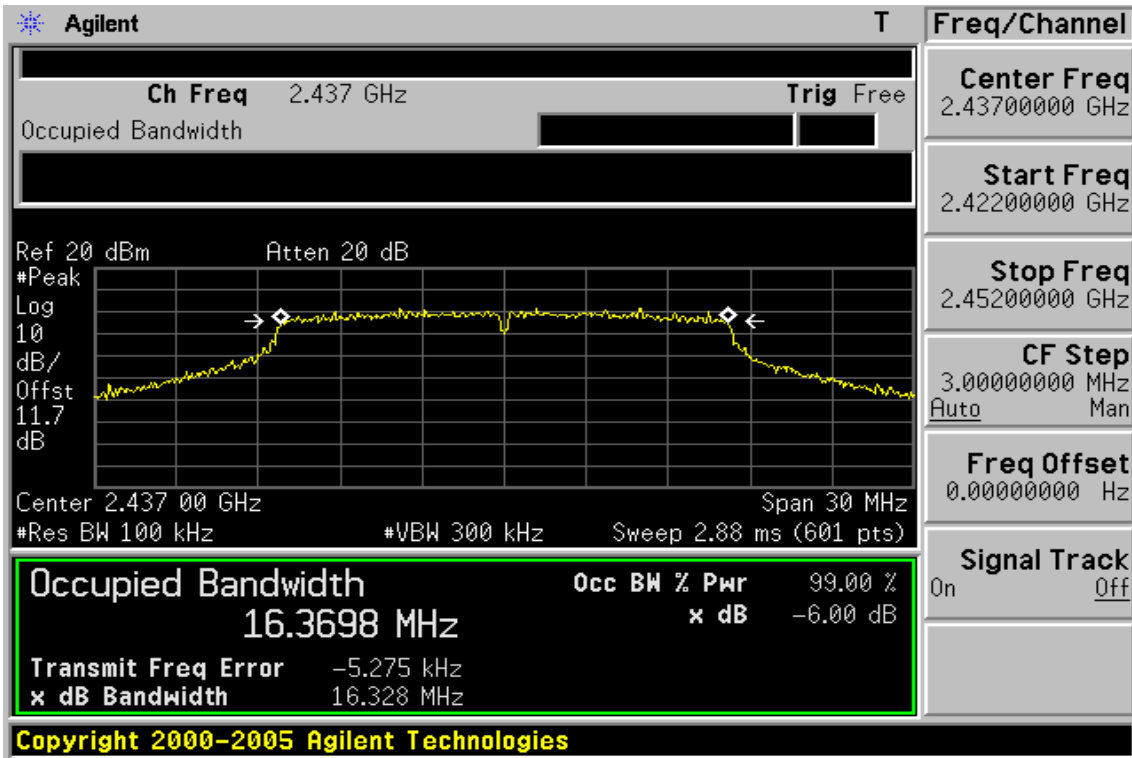 Agilent T
Freq/Channel
Ch Freq 2.437 GHz Trig Free
Occupied Bandwidth
Center Freq
2.43700000 GHz
Start Freq
2.42200000 GHz
Stop Freq
2.45200000 GHz
CF Step
3.00000000 MHz
Auto Man
Freq Offset
0.00000000 Hz
Signal Track
On Off
Ref 20 dBm Atten 20 dB
#Peak
Log
10
dB/
Offst
11.7
dB
Center 2.437 00 GHz Span 30 MHz
#Res BW 100 kHz #VBW 300 kHz Sweep 2.88 ms (601 pts)
Occupied Bandwidth Occ BW % Pwr 99.00 %
16.3698 MHz x dB -6.00 dB
Transmit Freq Error -5.275 kHz
x dB Bandwidth 16.328 MHz
Copyright 2000-2005 Agilent Technologies